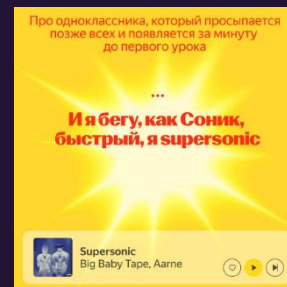 Про одноклассника, который просыпается
позже всех и появляется за минуту
до первого урока
...
И я бегу, как Соник,
быстрый, я supersonic
Supersonic
Big Baby Tape, Aarne